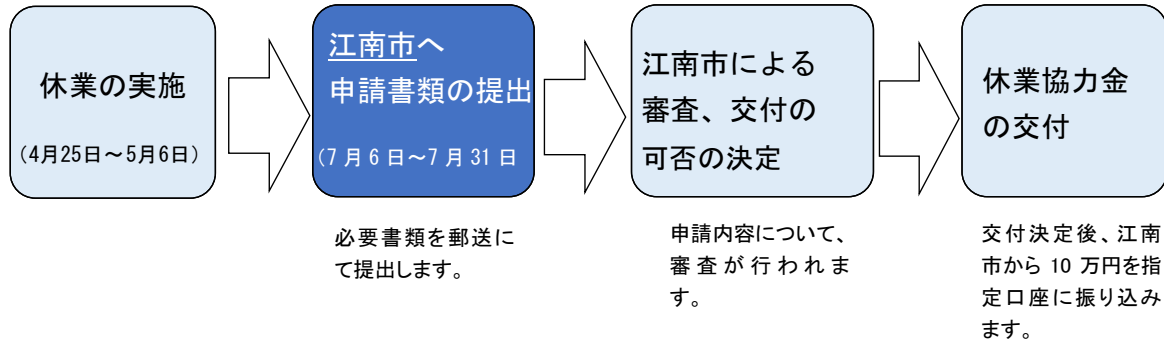 休業の実施
（4月25日～5月6日）
江南市へ
申請書類の提出
（7月6日～7月31日
江南市による
審査、交付の
可否の決定
休業協力金
の交付
必要書類を郵送に
て提出します。
申請内容について、
審査が行われま
す。
交付決定後、江南
市から 10 万円を指
定口座に振り込み
ます。